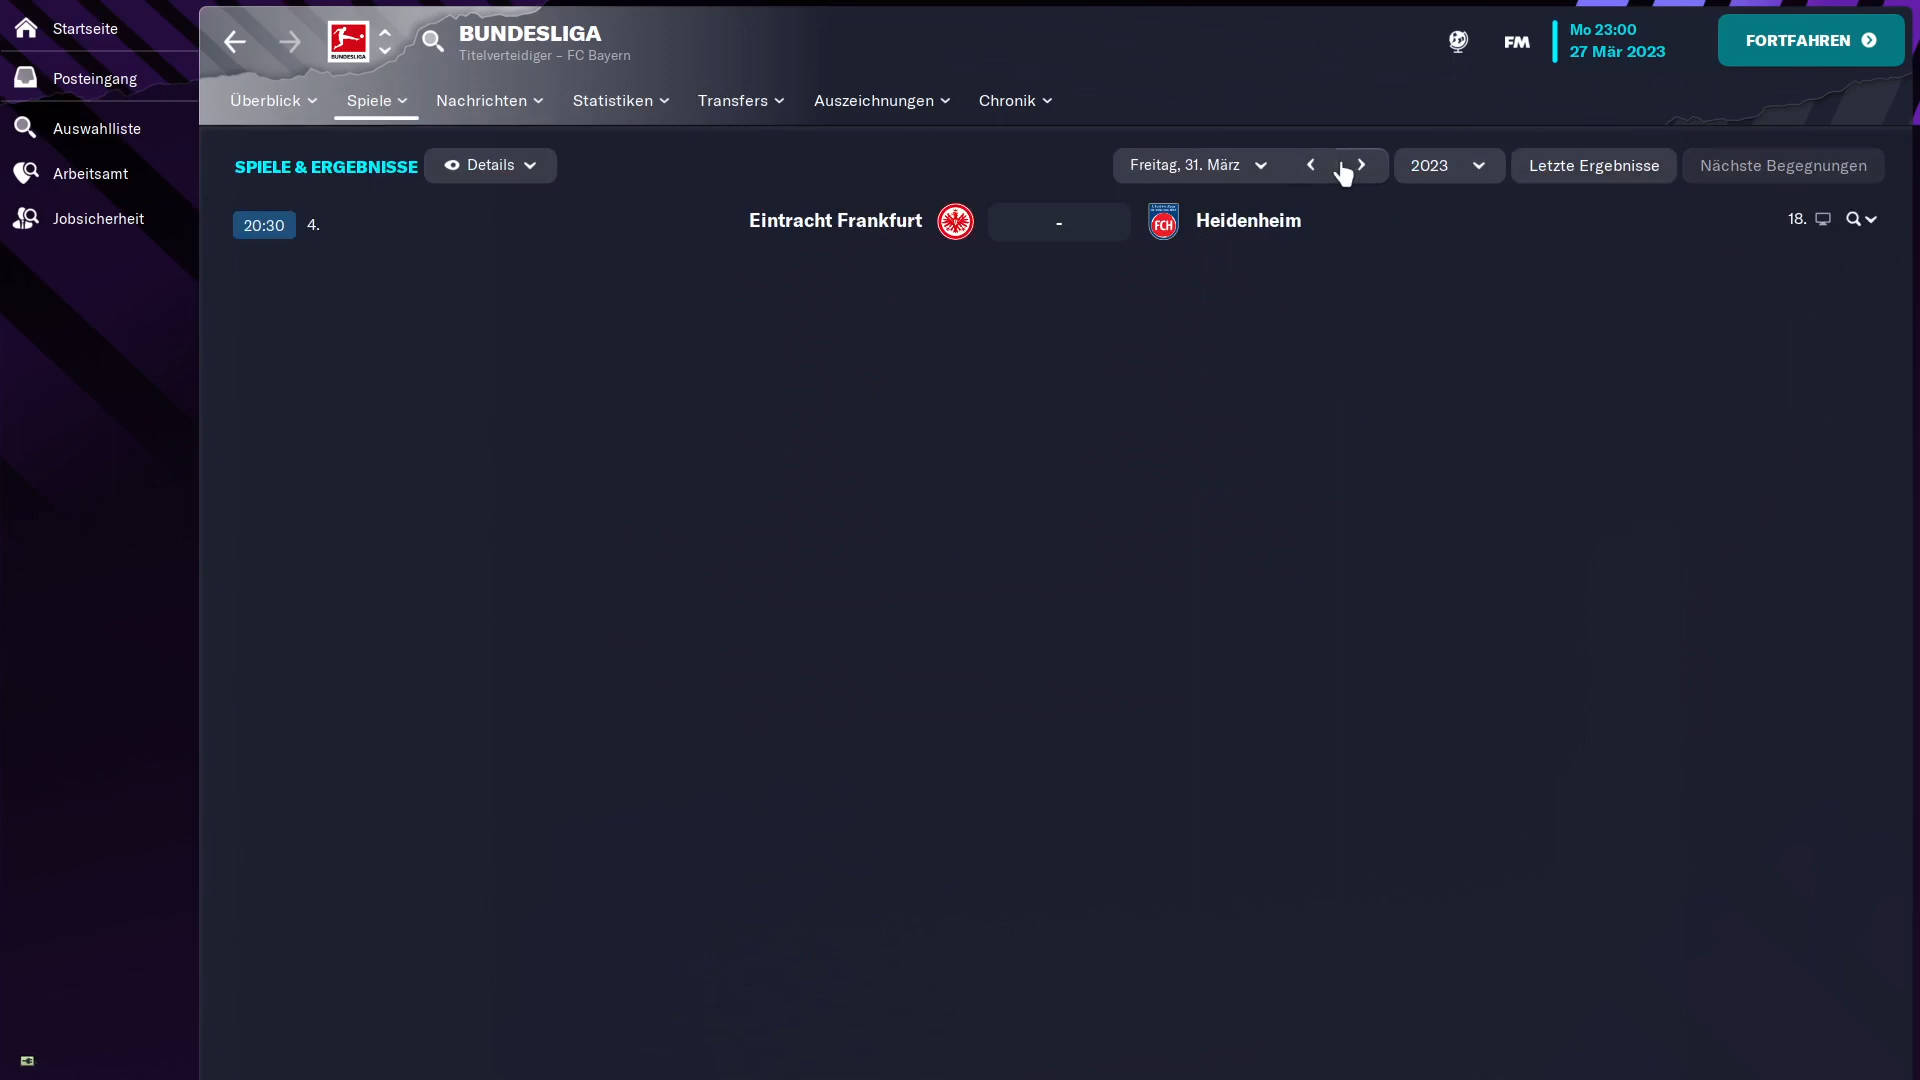 Startseite
Posteingang
Auswahlliste
Arbeitsamt
Jobsicherheit
BUNDESLIGA
BUNDESLIGA
Titelverteidiger – FC Bayern
FM
Mo 23:00
27 Mär 2023
FORTFAHREN
Überblick Spiele Nachrichten Statistiken Transfers Auszeichnungen Chronik
SPIELE & ERGEBNISSE Details Freitag, 31. März 2023 Letzte Ergebnisse Nächste Begegnungen
20:30 4. Eintracht Frankfurt - FCH Heidenheim 18.